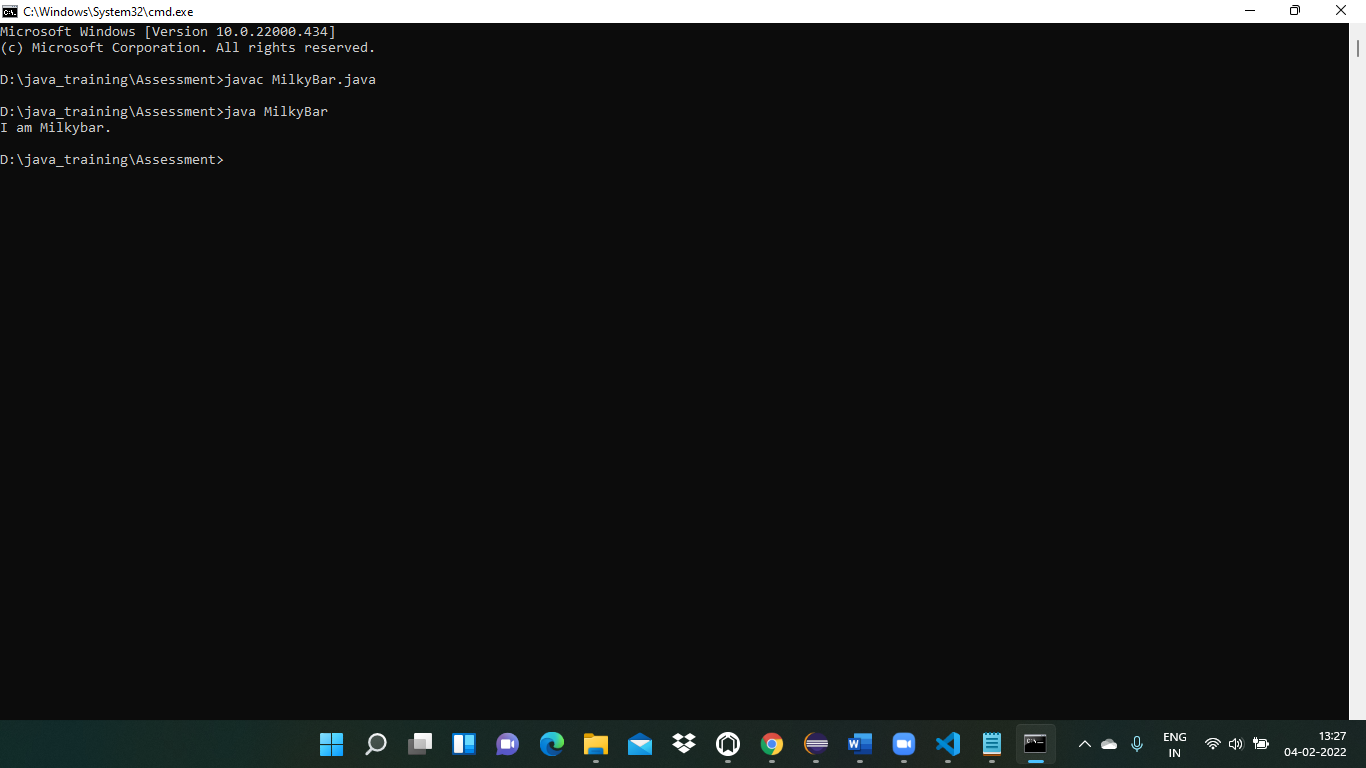 C:\Windows\System32\cmd.exe
Microsoft Windows [Version 10.0.22000.434]
(c) Microsoft Corporation. All rights reserved.
D:\java_training\Assessment>javac MilkyBar.java
D:\java_training\Assessment>java MilkyBar
I am Milkybar.
D:\java_training\Assessment>
ENG
IN
13:27
04-02-2022